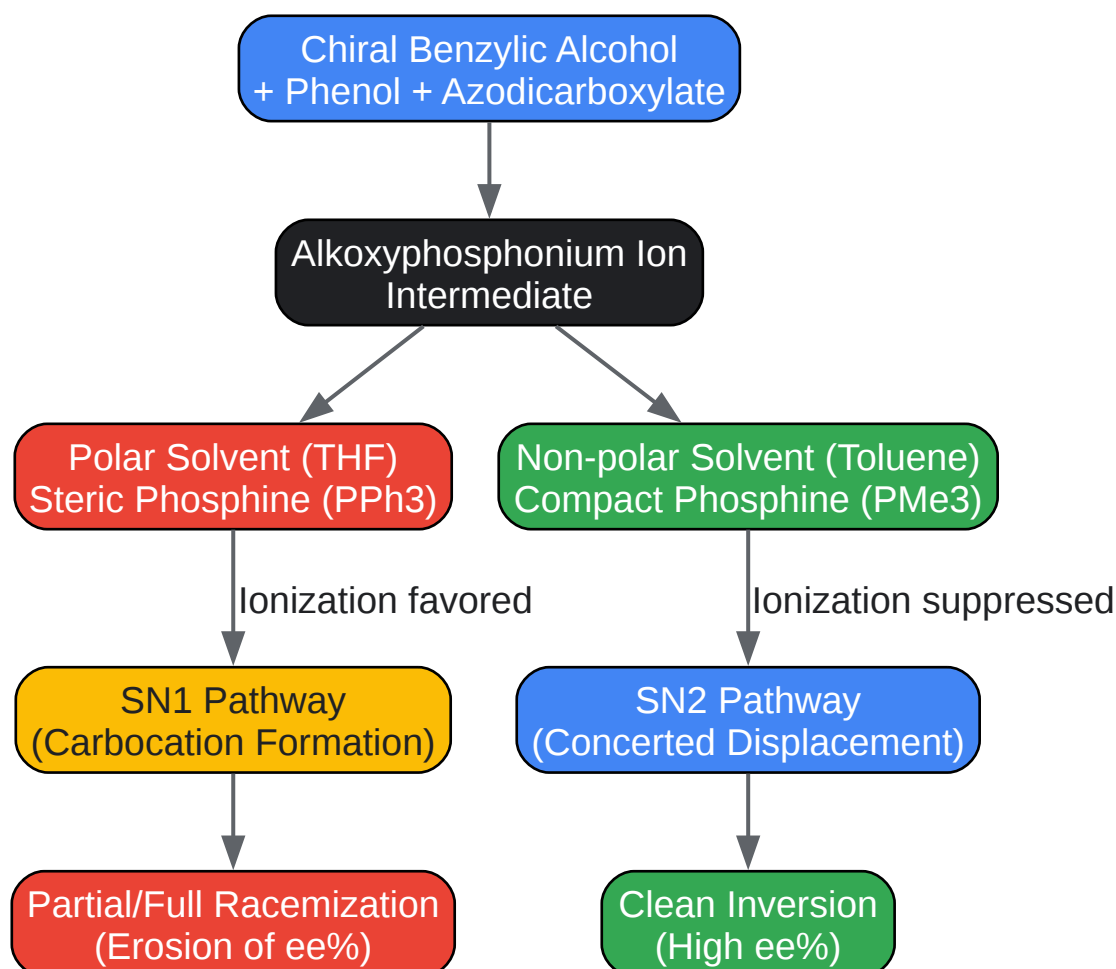 Chiral Benzylic Alcohol
+ Phenol + Azodicarboxylate
Alkoxyphosphonium Ion
Intermediate
Polar Solvent (THF)
Steric Phosphine (PPh3)
Non-polar Solvent (Toluene)
Compact Phosphine (PMe3)
Ionization favored
Ionization suppressed
SN1 Pathway
(Carbocation Formation)
SN2 Pathway
(Concerted Displacement)
Partial/Full Racemization
(Erosion of ee%)
Clean Inversion
(High ee%)